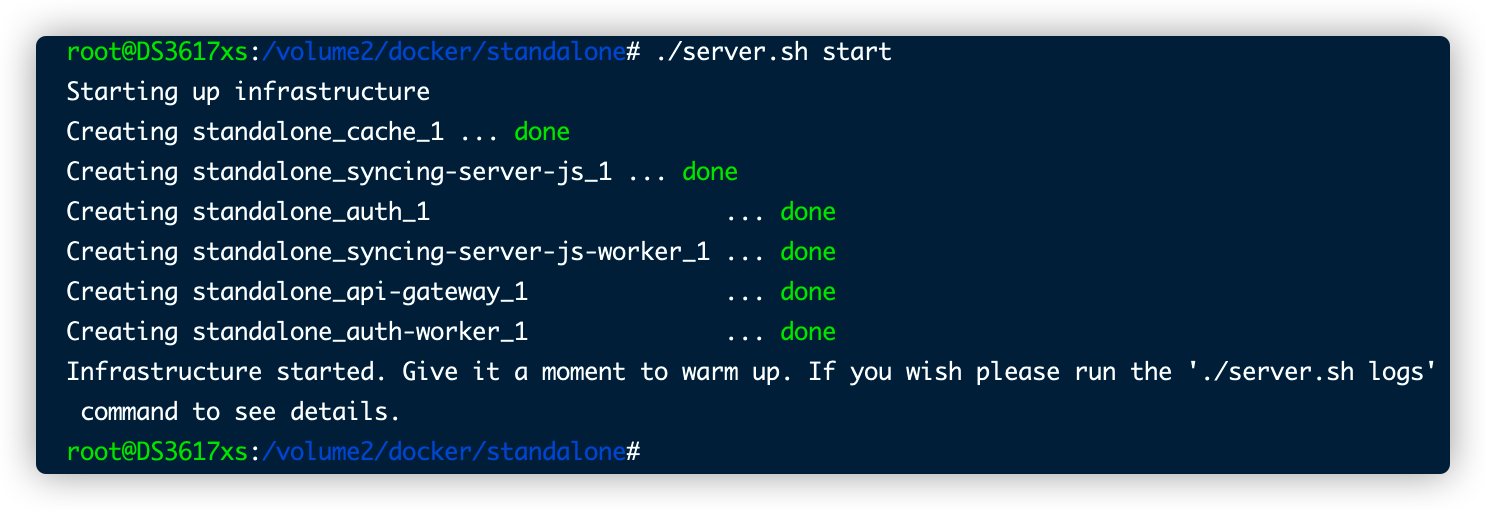 root@DS3617xs:/volume2/docker/standalone# ./server.sh start
Starting up infrastructure
Creating standalone_cache_1 ... done
Creating standalone_syncing-server-js_1 ... done
Creating standalone_auth_1                     ... done
Creating standalone_syncing-server-js-worker_1 ... done
Creating standalone_api-gateway_1              ... done
Creating standalone_auth-worker_1              ... done
Infrastructure started. Give it a moment to warm up. If you wish please run the './server.sh logs'
 command to see details.
root@DS3617xs:/volume2/docker/standalone#